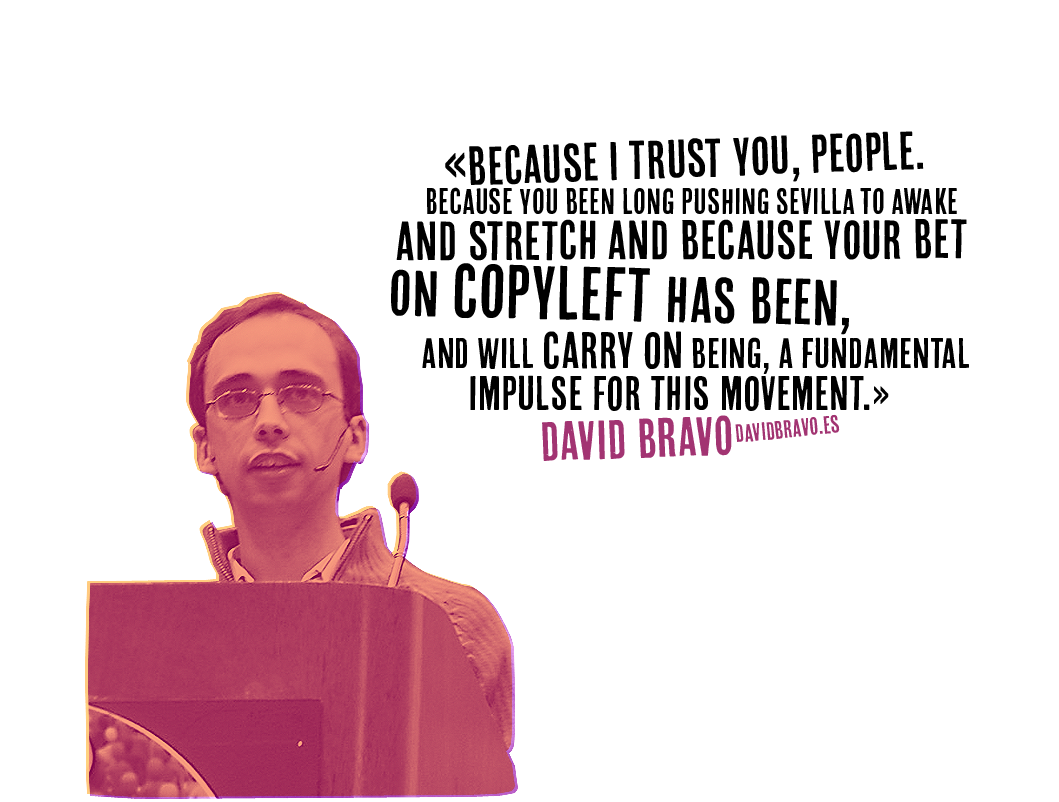 «BECAUSE I TRUST YOU, PEOPLE.
BECAUSE YOU BEEN LONG PUSHING SEVILLA TO AWAKE
AND STRETCH AND BECAUSE YOUR BET
ON COPYLEFT HAS BEEN,
AND WILL CARRY ON BEING, A FUNDAMENTAL
IMPULSE FOR THIS MOVEMENT.»
DAVID BRAVO DAVIDBRAVO.ES